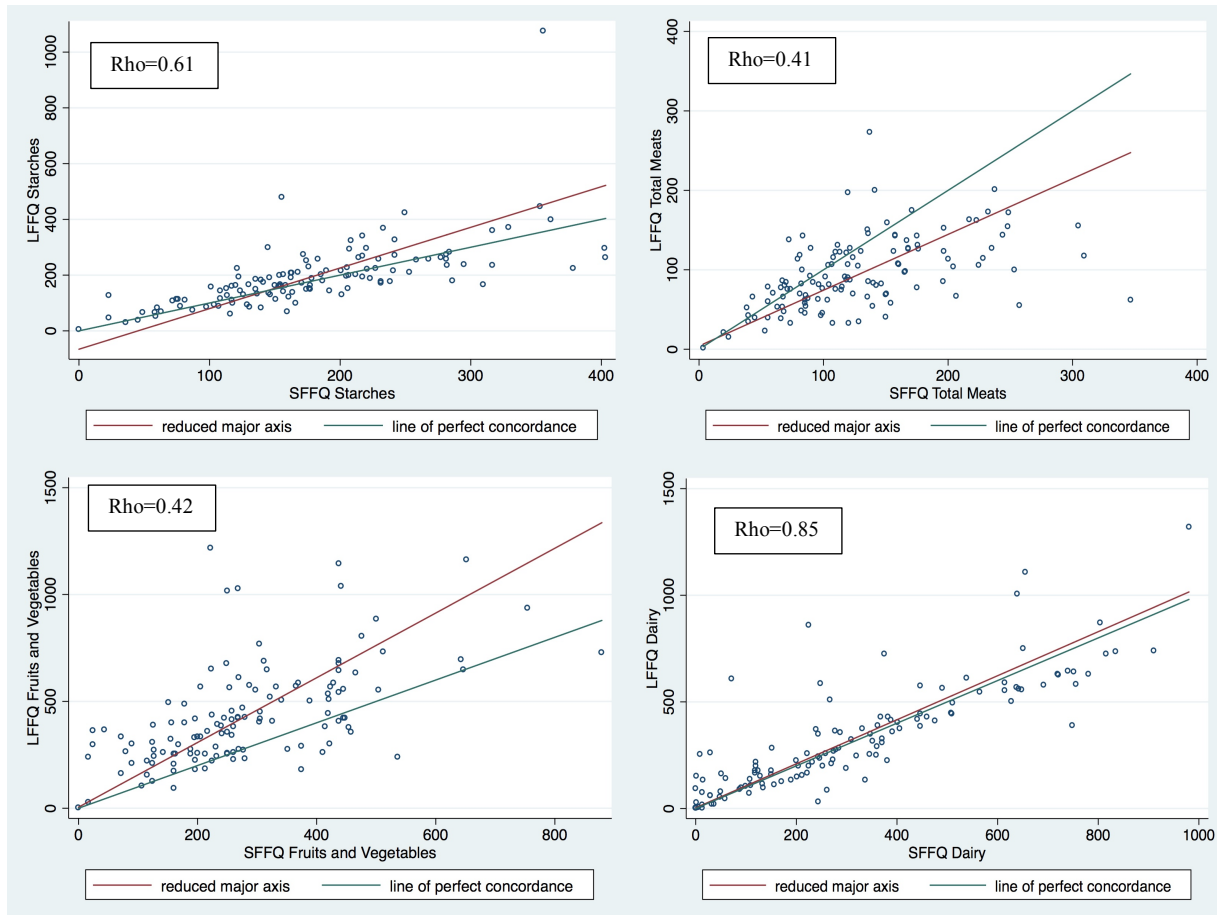 Rho=0.61
LFFQ Starches
1000
800
600
400
200
0
0 100 200 300 400
SFFQ Starches
reduced major axis line of perfect concordance
Rho=0.41
LFFQ Total Meats
400
300
200
100
0
0 100 200 300 400
SFFQ Total Meats
reduced major axis line of perfect concordance
Rho=0.42
LFFQ Fruits and Vegetables
1500
1000
500
0
0 200 400 600 800
SFFQ Fruits and Vegetables
reduced major axis line of perfect concordance
Rho=0.85
LFFQ Dairy
1500
1000
500
0
0 200 400 600 800 1000
SFFQ Dairy
reduced major axis line of perfect concordance